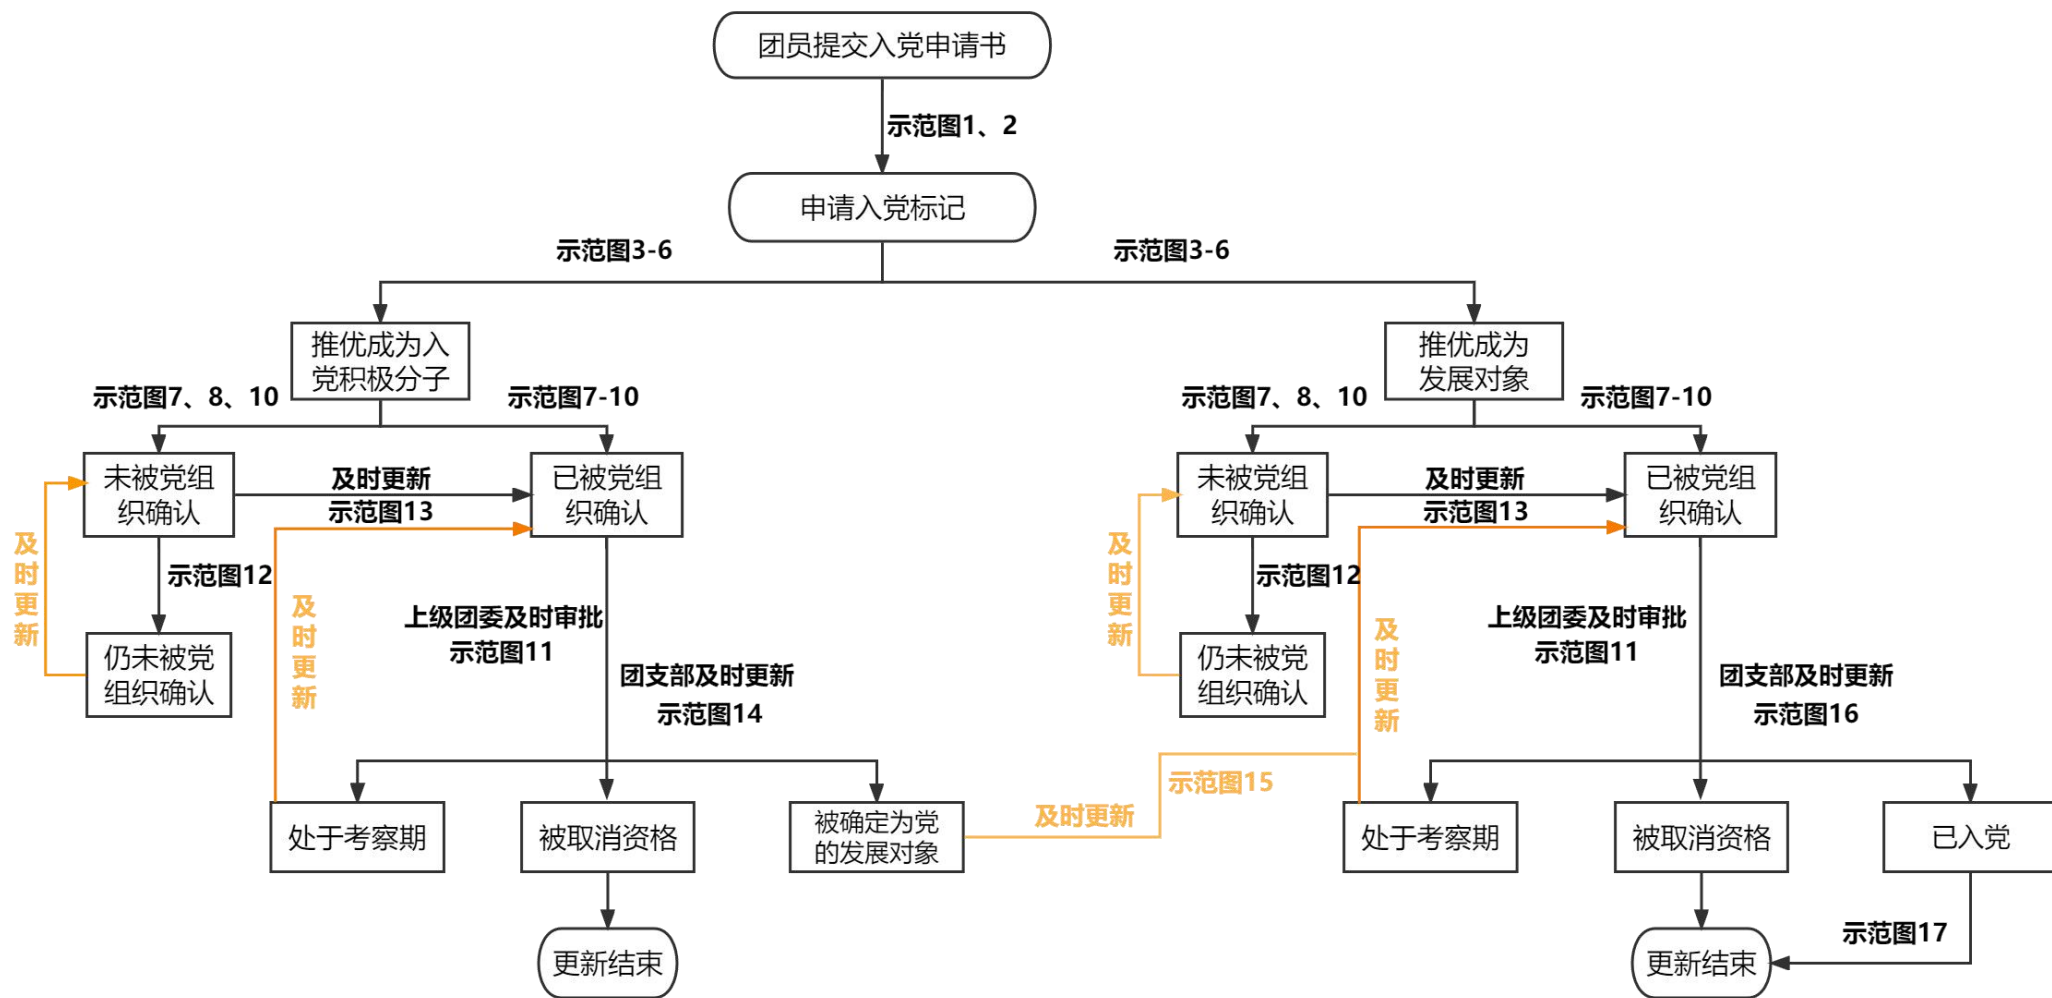 团员提交入党申请书
示范图1、2
申请入党标记
示范图3-6
示范图3-6
推优成为入
党积极分子
推优成为
发展对象
示范图7、8、10
示范图7-10
示范图7、8、10
示范图7-10
未被党组
织确认
及时更新
示范图13
已被党组
织确认
未被党组
织确认
及时更新
示范图13
已被党组
织确认
及时更新
示范图12
及时更新
示范图12
仍未被党
组织确认
及时更新
上级团委及时审批
示范图11
团支部及时更新
示范图14
仍未被党
组织确认
及时更新
上级团委及时审批
示范图11
团支部及时更新
示范图16
处于考察期
被取消资格
被确定为党
的发展对象
及时更新
示范图15
处于考察期
被取消资格
已入党
更新结束
更新结束
示范图17